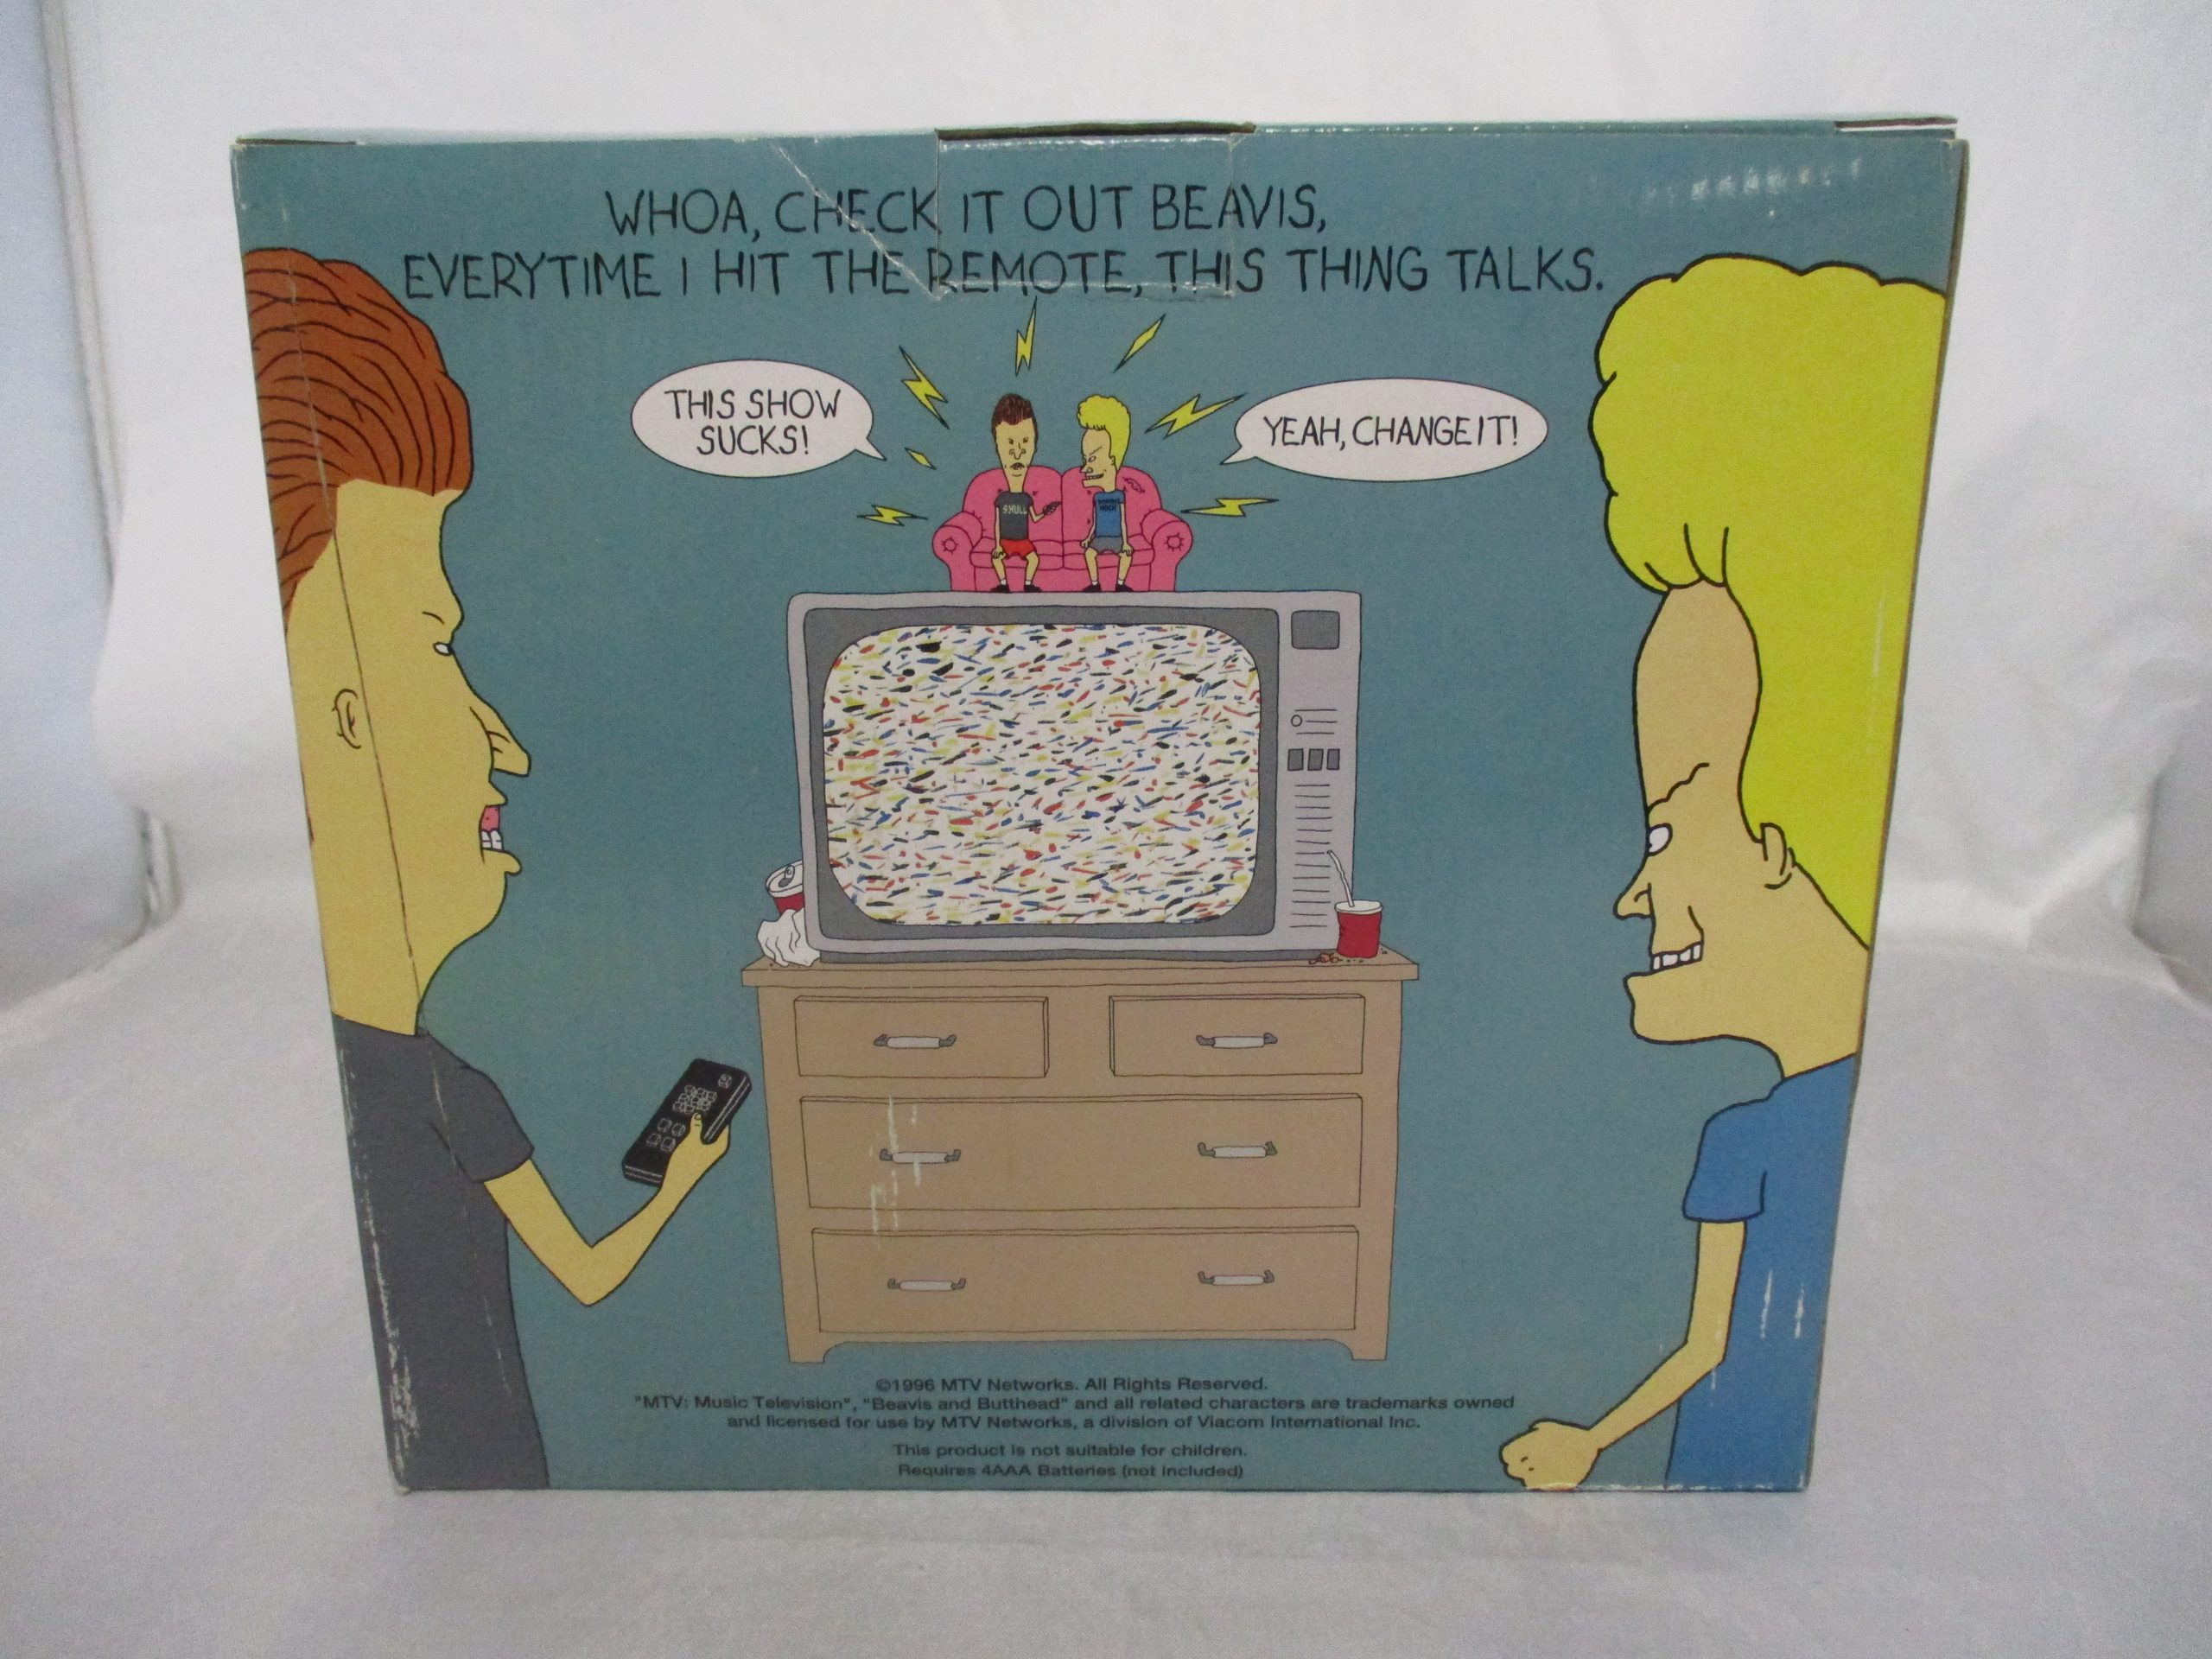 WHOA, CHECK IT OUT BEAVIS,
EVERYTIME I HIT THE REMOTE, THIS THING TALKS.
THIS SHOW
SUCKS!
YEAH, CHANGE IT!
SKULL
©1996 MTV Networks. All Rights Reserved.
"MTV: Music Television", "Beavis and Butthead" and all related characters are trademarks owned
and licensed for use by MTV Networks, a division of Viacom International Inc.
This product is not suitable for children.
Requires 4AAA Batteries (not included)